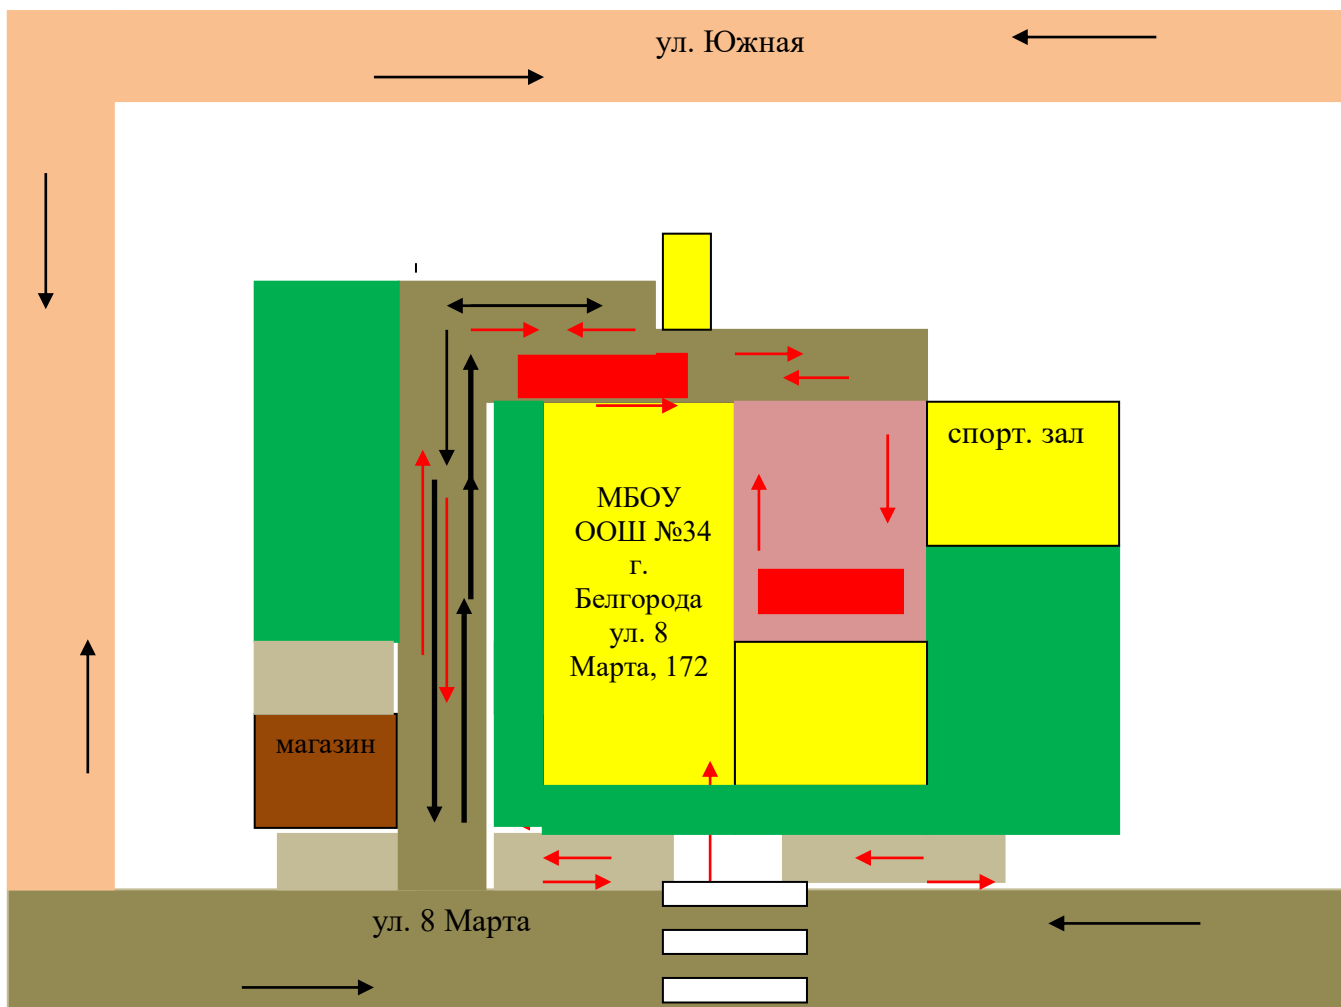 ул. Южная
спорт. зал
МБОУ
ООШ №34
г.
Белгорода
ул. 8
Марта, 172
магазин
ул. 8 Марта